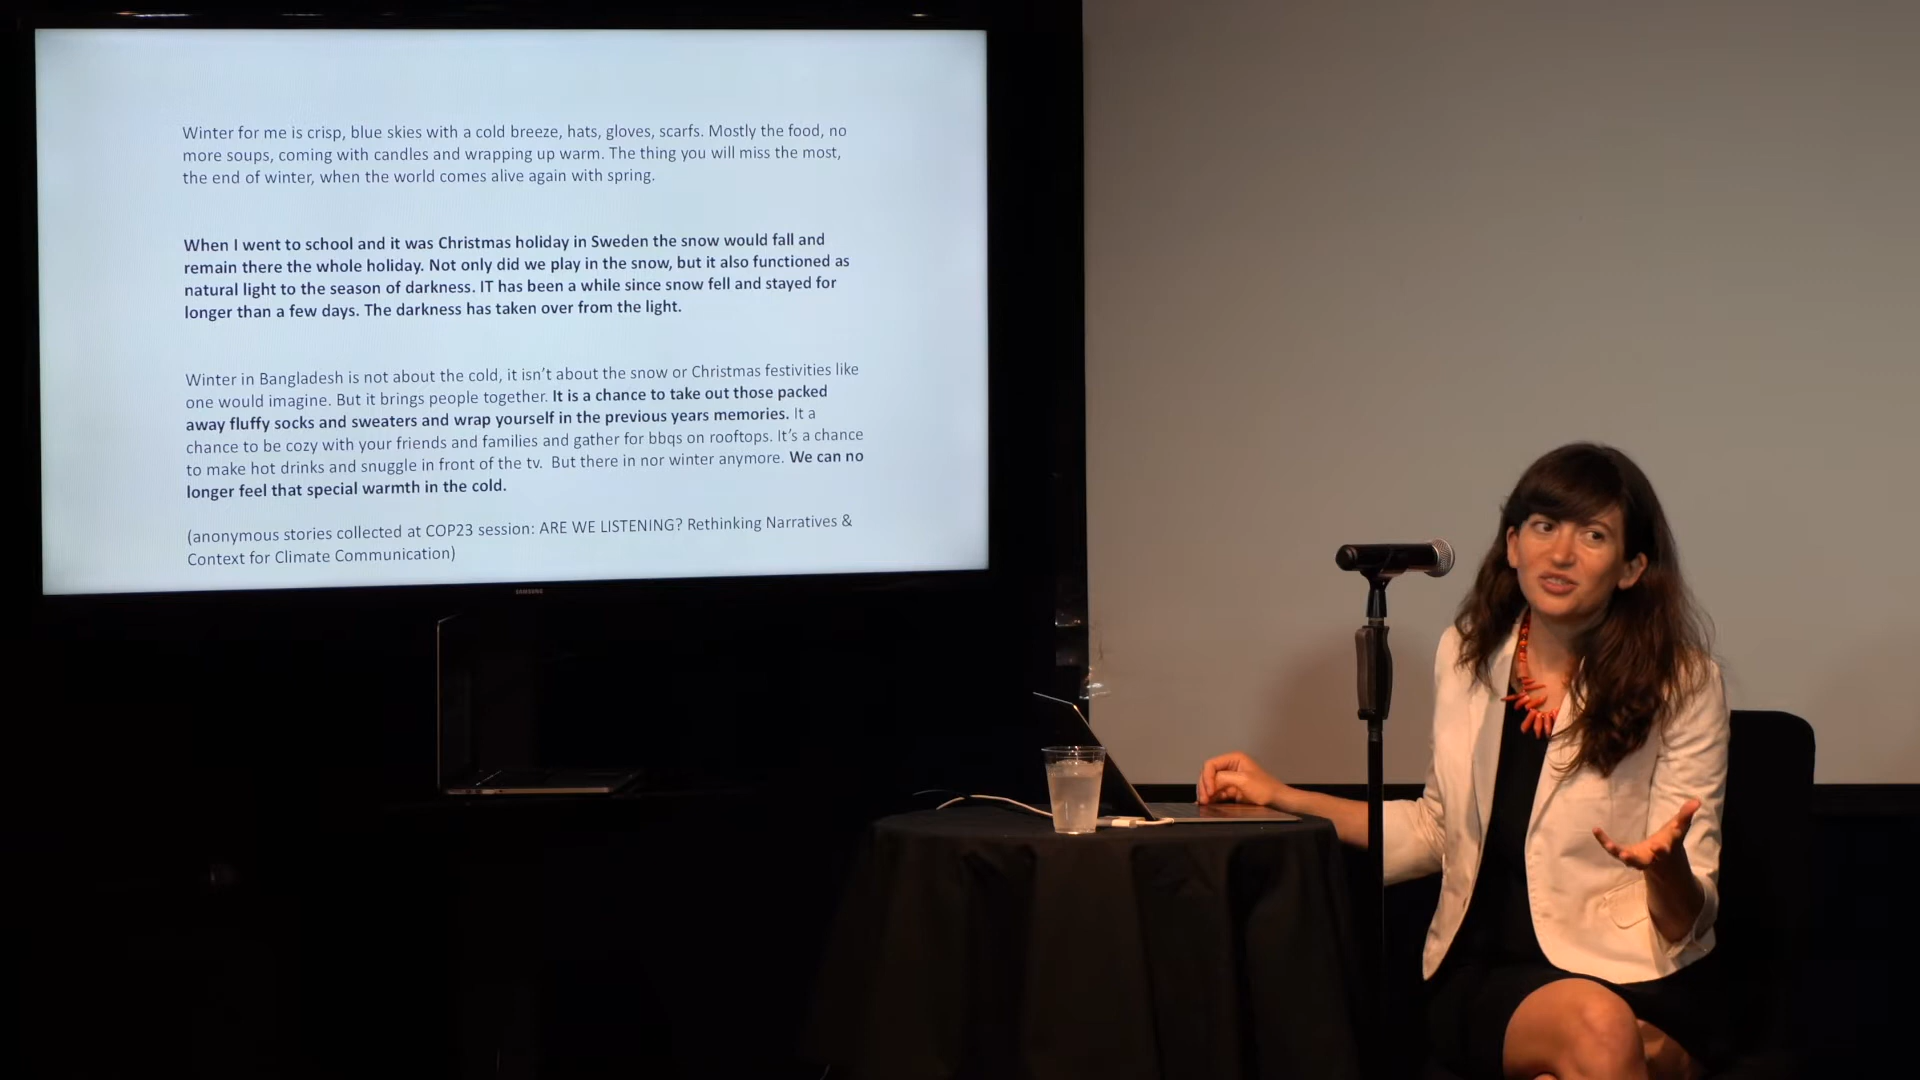 Winter for me is crisp, blue skies with a cold breeze, hats, gloves, scarfs. Mostly the food, no
more soups, coming with candles and wrapping up warm. The thing you will miss the most,
the end of winter, when the world comes alive again with spring.
When I went to school and it was Christmas holiday in Sweden the snow would fall and
remain there the whole holiday. Not only did we play in the snow, but it also functioned as
natural light to the season of darkness. IT has been a while since snow fell and stayed for
longer than a few days. The darkness has taken over from the light.
Winter in Bangladesh is not about the cold, it isn't about the snow or Christmas festivities like
one would imagine. But it brings people together. It is a chance to take out those packed
away fluffy socks and sweaters and wrap yourself in the previous years memories. It a
chance to be cozy with your friends and families and gather for bbqs on rooftops. It's a chance
to make hot drinks and snuggle in front of the tv. But there in nor winter anymore. We can no
longer feel that special warmth in the cold.
(anonymous stories collected at COP23 session: ARE WE LISTENING? Rethinking Narratives &
Context for Climate Communication)
SAMSUNG